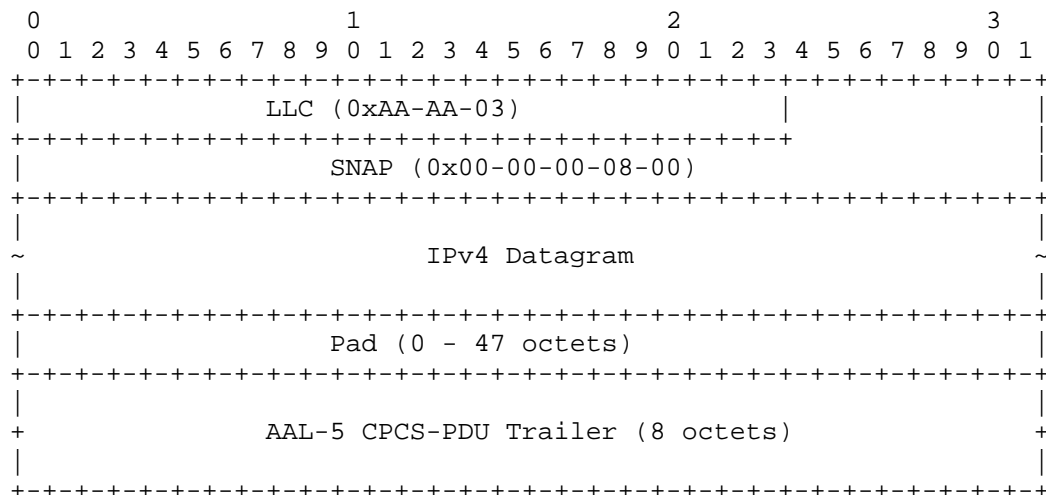 0                   1                   2                   3
0 1 2 3 4 5 6 7 8 9 0 1 2 3 4 5 6 7 8 9 0 1 2 3 4 5 6 7 8 9 0 1
LLC (0xAA-AA-03)
SNAP (0x00-00-00-08-00)
IPv4 Datagram
Pad (0 - 47 octets)
AAL-5 CPCS-PDU Trailer (8 octets)